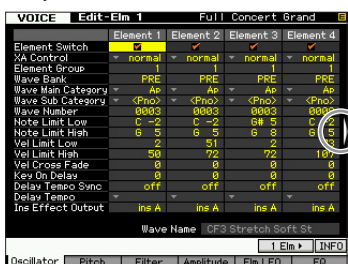 VOICE Edit-Elm 1 Full Concert Grand
Element 1 Element 2 Element 3 Element 4
Element Switch
XA Control normal normal normal normal
Element Group 1 1 1 1
Wave Bank PRE PRE PRE PRE
Wave Main Category Ap Ap Ap Ap
Wave Sub Category <Pno> <Pno> <Pno> <Pno>
Wave Number 0003 0003 0003 0003
Note Limit Low C -2 C -2 G# 5 C
Note Limit High G 5 G 5 G 8 G
Vel Limit Low 2 51 2
Vel Limit High 50 72 72 107
Vel Cross Fade 0 0 0 0
Key On Delay 0 0 0 0
Delay Tempo Sync off off off off
Delay Tempo
Ins Effect Output ins A ins A ins A ins A
Wave Name CF3 Stretch Soft St
1 Elm INFO
Oscillator Pitch Filter Amplitude Elm LFO EQ